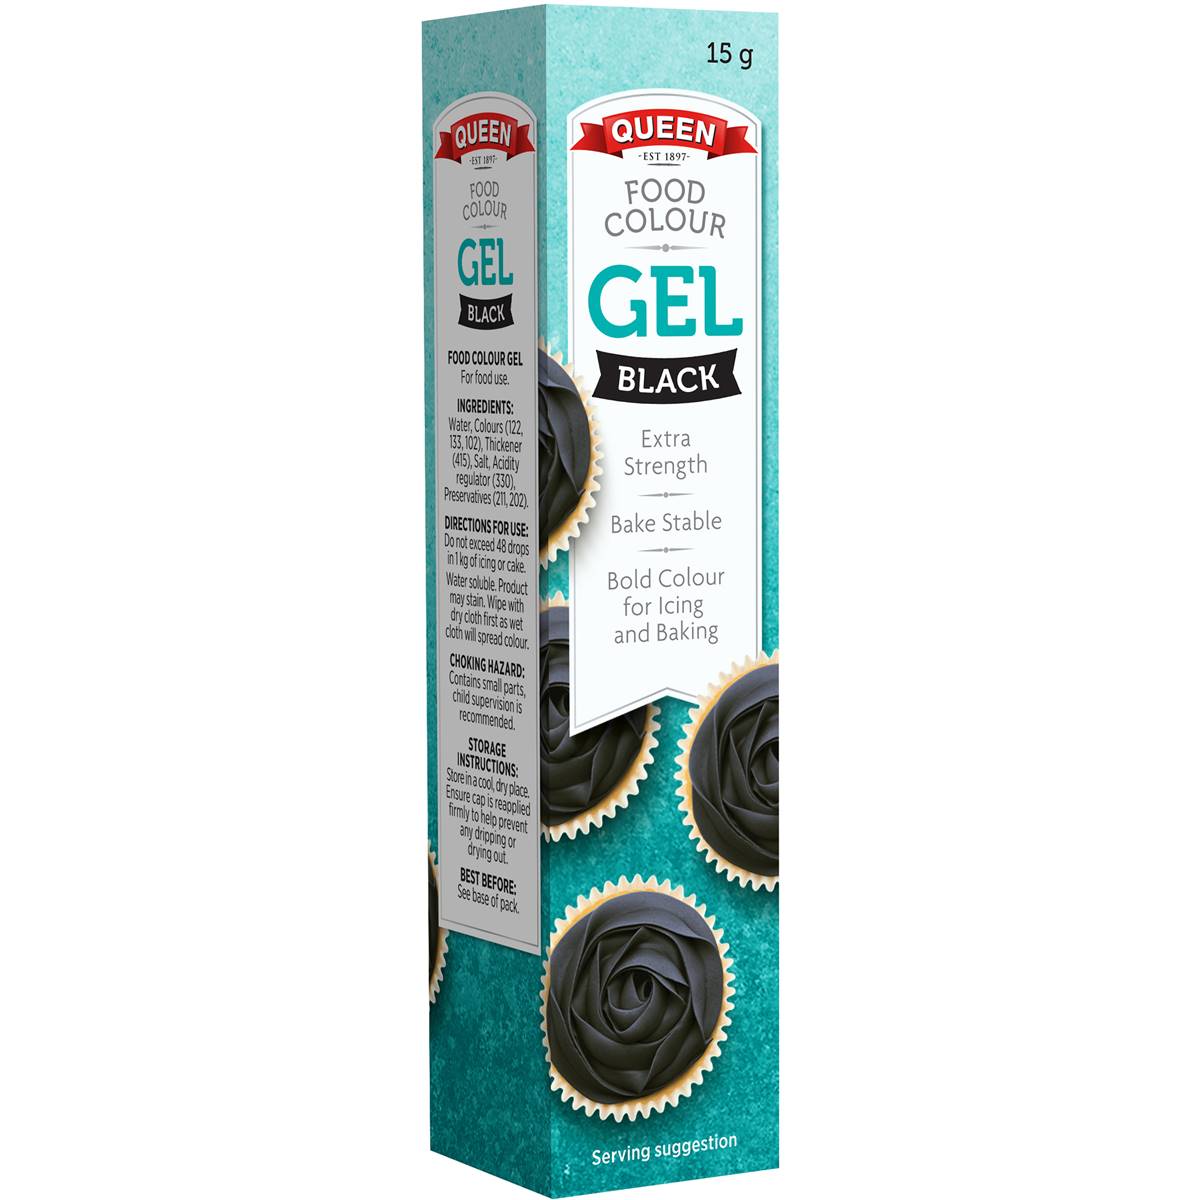 QUEEN
-EST 1897-
FOOD
COLOUR
GEL
BLACK
FOOD COLOUR GEL
For food use.
INGREDIENTS:
Water, Colours (122,
133, 102), Thickener
(415), Salt, Acidity
regulator (330),
Preservatives (211, 202).
DIRECTIONS FOR USE:
Do not exceed 48 drops
in 1 kg of icing or cake.
Water soluble. Product
may stain. Wipe with
dry cloth first as wet
cloth will spread colour.
CHOKING HAZARD:
Contains small parts,
child supervision is
recommended.
STORAGE
INSTRUCTIONS:
Store in a cool, dry place.
Ensure cap is reapplied
firmly to help prevent
any dripping or
drying out.
BEST BEFORE:
See base of pack.
15 g
QUEEN
-EST 1897-
FOOD
COLOUR
GEL
BLACK
Extra
Strength
Bake Stable
Bold Colour
for Icing
and Baking
Serving suggestion